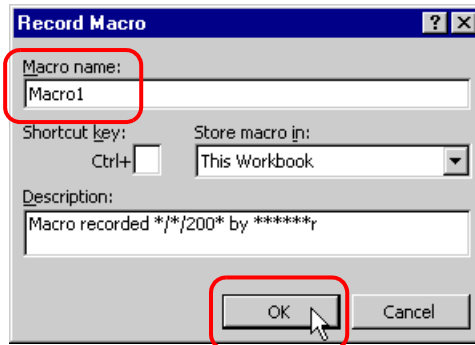 Record Macro
Macro name:
Macro1
Shortcut key: Store macro in:
Ctrl+ This Workbook
Description:
Macro recorded */*/200* by ******r
OK Cancel